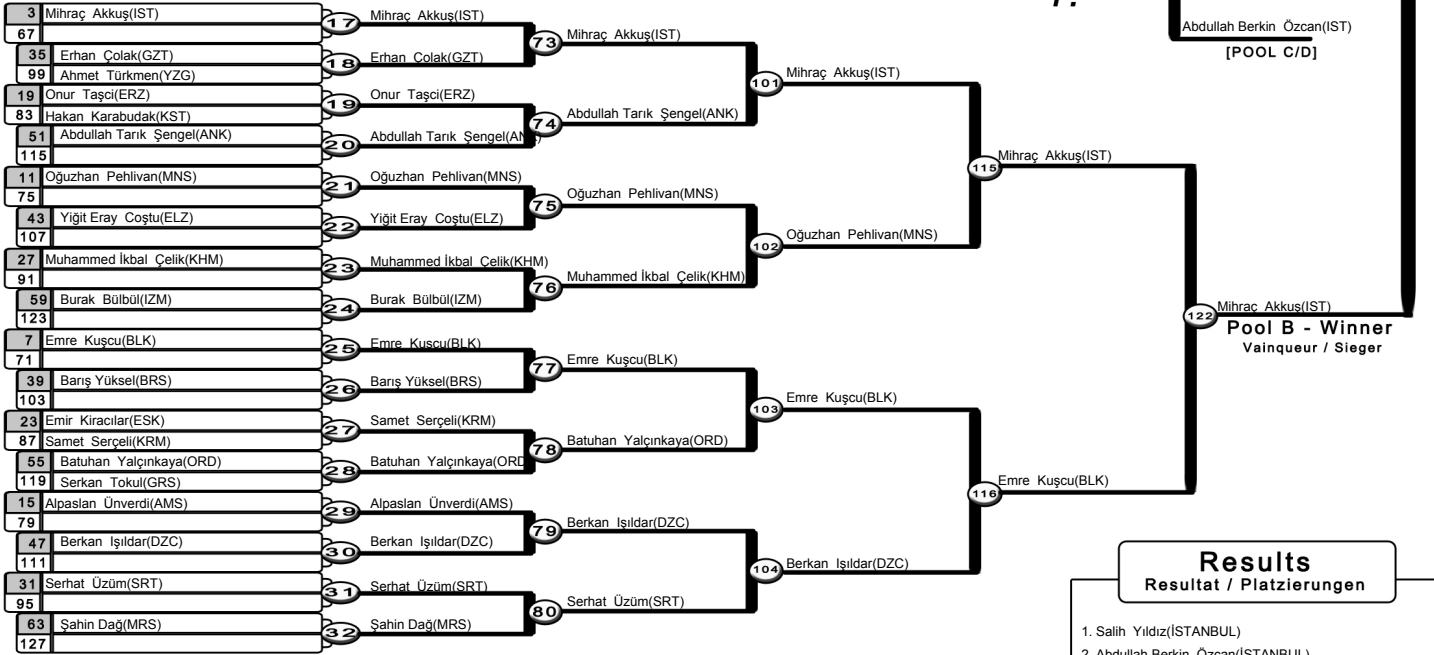 Abdullah Berkin Özcan(IST)
[POOL C/D]
3 Mihraç Akkuş(IST)
67
35 Erhan Çolak(GZT)
99 Ahmet Türkmen(YZG)
19 Onur Taşci(ERZ)
83 Hakan Karabudak(KST)
51 Abdullah Tarık Şengel(ANK)
115
11 Oğuzhan Pehlivan(MNS)
75
43 Yiğit Eray Coştu(ELZ)
107
27 Muhammed İkbal Çelik(KHM)
91
59 Burak Bülbül(IZM)
123
7 Emre Kuşcu(BLK)
71
39 Barış Yüksel(BRS)
103
23 Emir Kiracılar(ESK)
87 Samet Serçeli(KRM)
55 Batuhan Yalçınkaya(ORD)
119 Serkan Tokul(GRS)
15 Alpaslan Ünverdi(AMS)
79
47 Berkan Işıldar(DZC)
111
31 Serhat Üzüm(SRT)
95
63 Şahin Dağ(MRS)
127
17 Mihraç Akkuş(IST)
18 Erhan Çolak(GZT)
19 Onur Taşci(ERZ)
20 Abdullah Tarık Şengel(ANK)
21 Oğuzhan Pehlivan(MNS)
22 Yiğit Eray Coştu(ELZ)
23 Muhammed İkbal Çelik(KHM)
24 Burak Bülbül(IZM)
25 Emre Kuşcu(BLK)
26 Barış Yüksel(BRS)
27 Samet Serçeli(KRM)
28 Batuhan Yalçınkaya(ORD
29 Alpaslan Ünverdi(AMS)
30 Berkan Işıldar(DZC)
31 Serhat Üzüm(SRT)
32 Şahin Dağ(MRS)
73 Mihraç Akkuş(IST)
74 Abdullah Tarık Şengel(ANK)
75 Oğuzhan Pehlivan(MNS)
76 Muhammed İkbal Çelik(KHM)
77 Emre Kuşcu(BLK)
78 Batuhan Yalçınkaya(ORD)
79 Berkan Işıldar(DZC)
80 Serhat Üzüm(SRT)
101 Mihraç Akkuş(IST)
102 Oğuzhan Pehlivan(MNS)
103 Emre Kuşcu(BLK)
104 Berkan Işıldar(DZC)
115 Mihraç Akkuş(IST)
116 Emre Kuşcu(BLK)
122 Mihraç Akkuş(IST)
Pool B - Winner
Vainqueur / Sieger
Results
Resultat / Platzierungen
1. Salih Yıldız(İSTANBUL)
2. Abdullah Berkin Özcan(İSTANBUL)